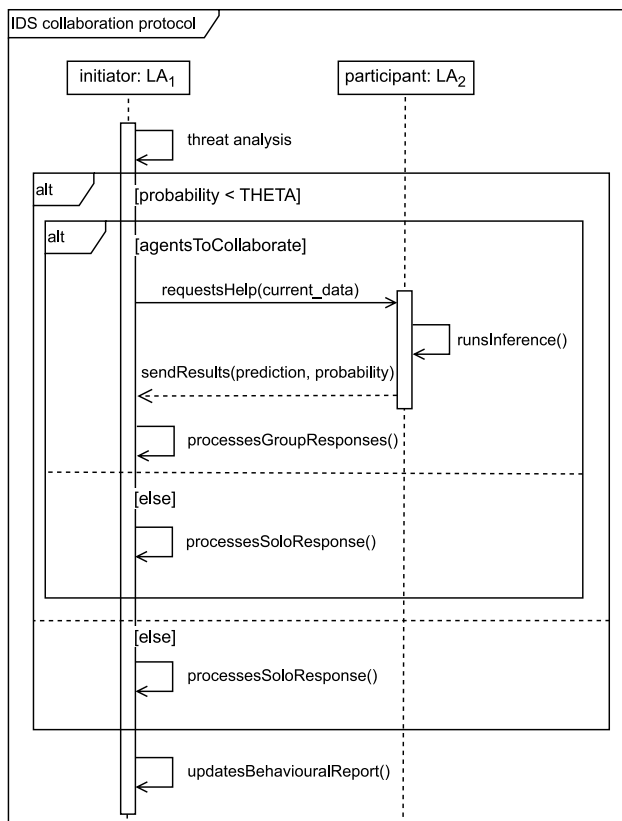 IDS collaboration protocol
initiator: LA1
participant: LA2
threat analysis
alt
[probability < THETA]
alt
[agentsToCollaborate]
requestsHelp(current_data)
runsInference()
sendResults(prediction, probability)
processesGroupResponses()
[else]
processesSoloResponse()
[else]
processesSoloResponse()
updatesBehaviouralReport()